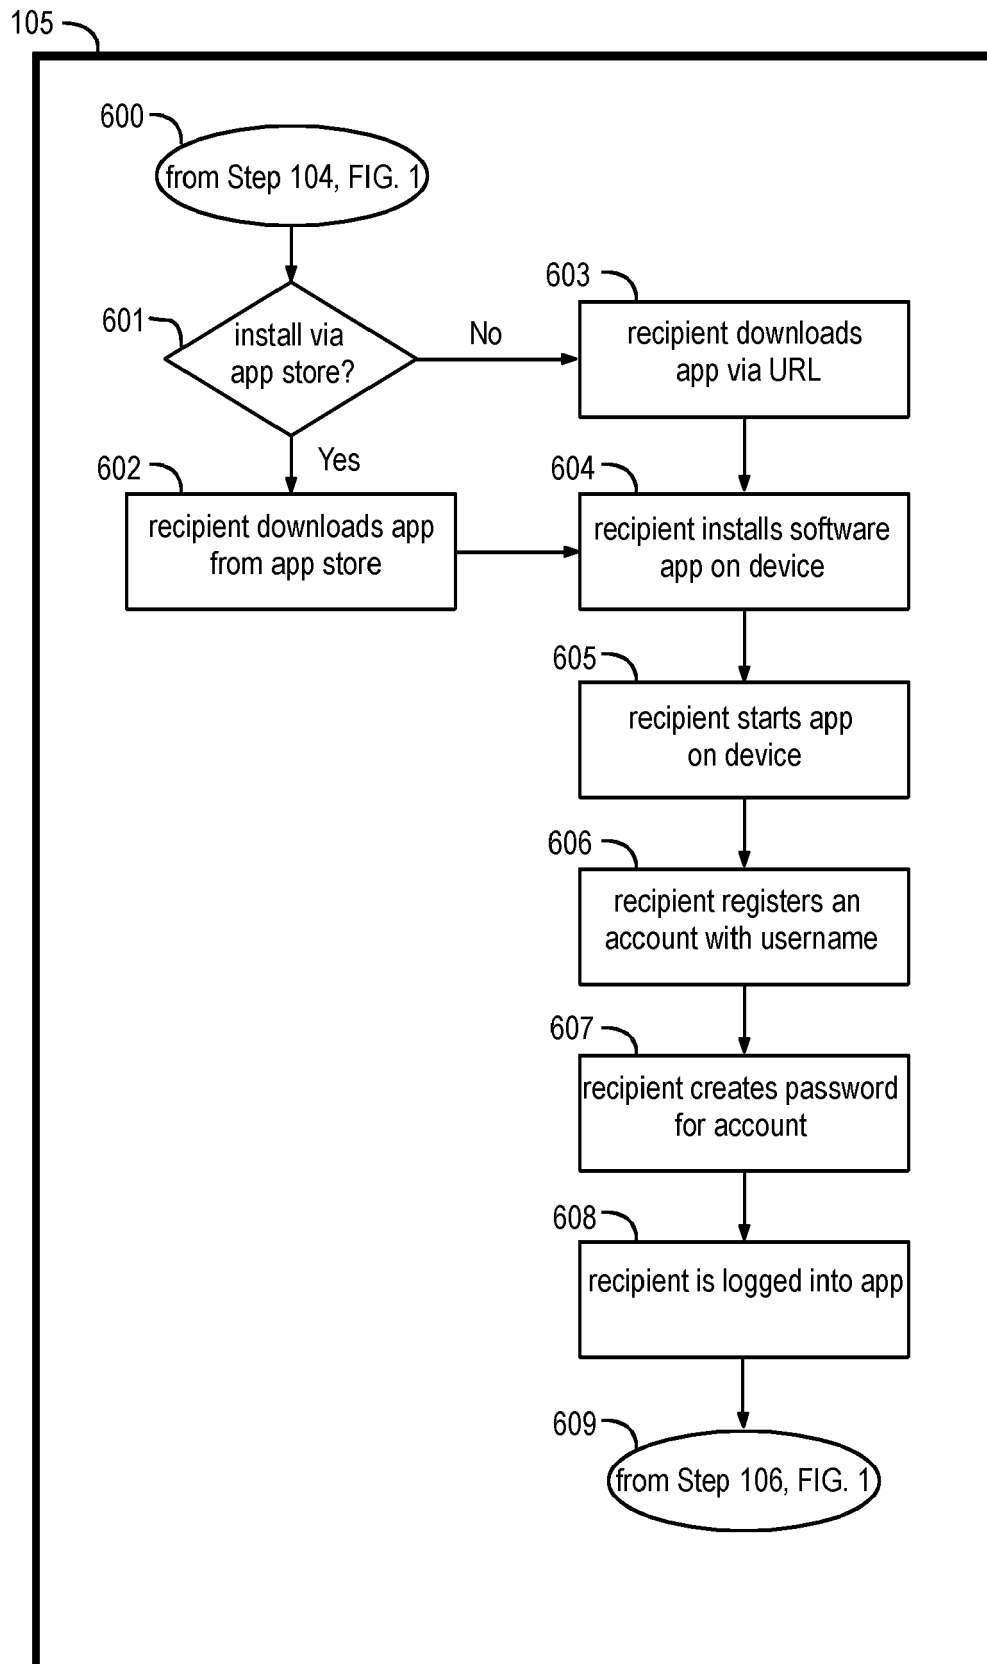 105
600
from Step 104, FIG. 1
601
install via
app store?
No
Yes
603
recipient downloads
app via URL
602
recipient downloads app
from app store
604
recipient installs software
app on device
605
recipient starts app
on device
606
recipient registers an
account with username
607
recipient creates password
for account
608
recipient is logged into app
609
from Step 106, FIG. 1